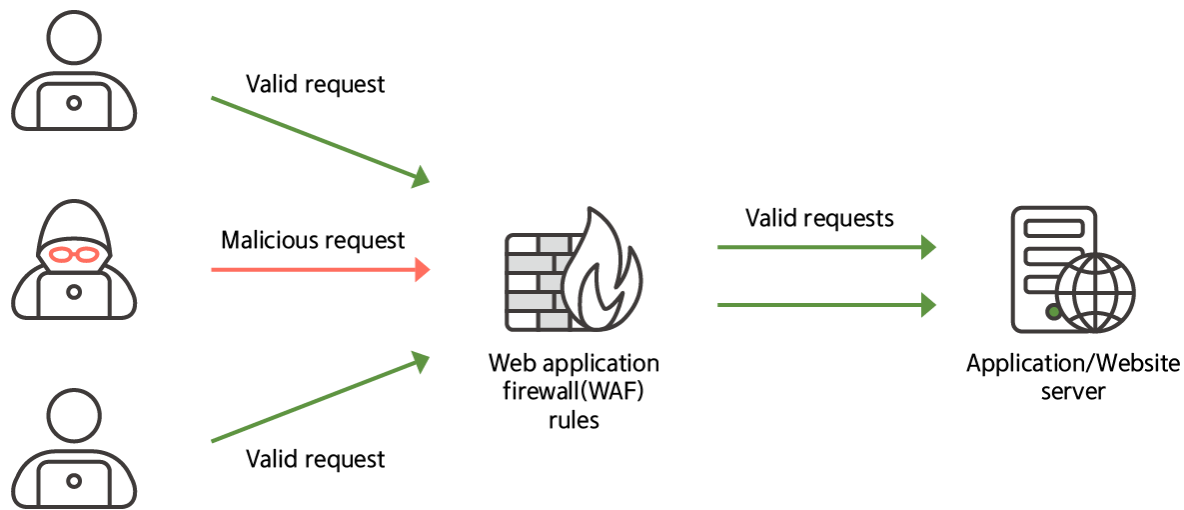 Valid request
Malicious request
Valid requests
Web application
firewall(WAF)
rules
Application/Website
server
Valid request